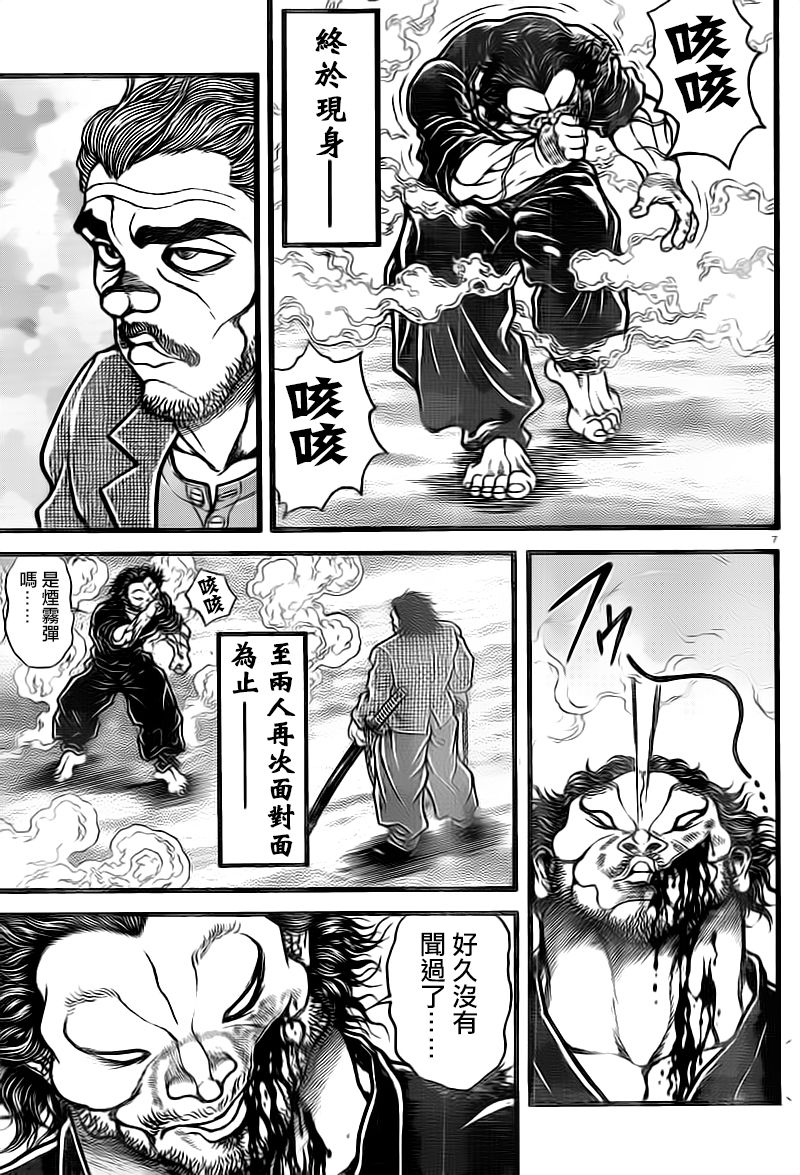 咳咳
終於現身——
咳咳
7
フッ
至兩人再次面對面
為止——
咳咳
是煙霧彈
嗎……
好久沒有
聞過了……